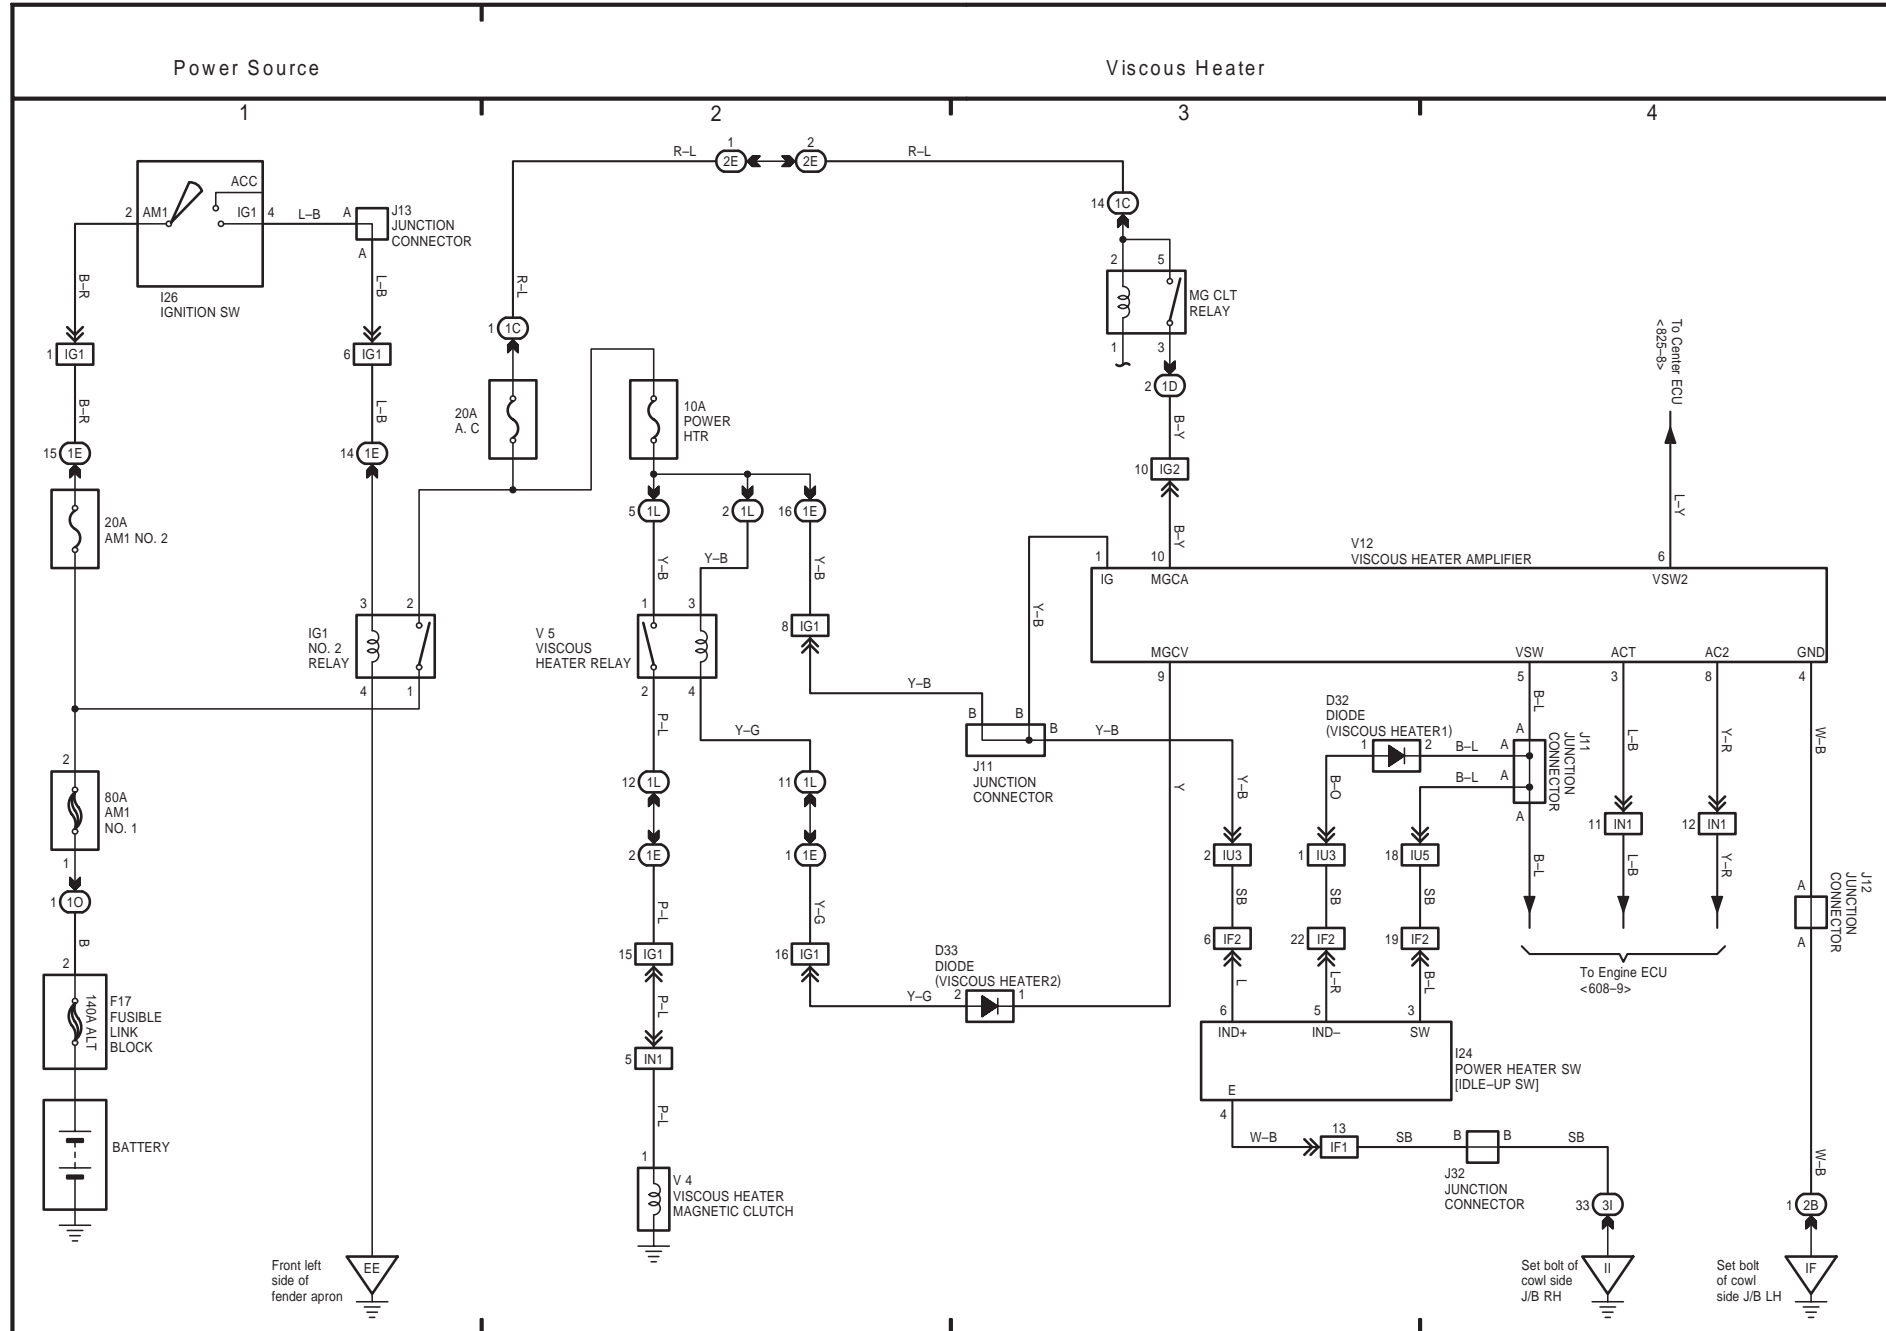 Power Source
Viscous Heater
1
2
3
4
1
2E
2
2E
R–L
R–L
14
1C
ACC
2
AM1
IG1
4
L–B
A
A
J13
JUNCTION
CONNECTOR
I26
IGNITION SW
B–R
L–B
R–L
2
5
MG CLT
RELAY
1
3
1
IG1
6
IG1
1
1C
To Center ECU
<825–8>
2
1D
B–R
L–B
20A
A. C
10A
POWER
HTR
B–Y
15
1E
14
1E
10
IG2
20A
AM1 NO. 2
5
1L
2
1L
16
1E
L–Y
Y–B
Y–B
Y–B
B–Y
V12
VISCOUS HEATER AMPLIFIER
1
10
6
IG
MGCA
VSW2
Y–B
3
2
IG1
NO. 2
RELAY
4
1
V 5
VISCOUS
HEATER RELAY
1
3
2
4
8
IG1
MGCV
VSW
ACT
AC2
GND
9
5
3
8
4
Y–B
P–L
Y–G
B
B
B
Y–B
J11
JUNCTION
CONNECTOR
D32
DIODE
(VISCOUS HEATER1)
1
2
B–L
B–L
B–L
A
A
A
A
J11
JUNCTION
CONNECTOR
L–B
Y–R
W–B
2
80A
AM1
NO. 1
1
12
1L
11
1L
Y
Y–B
B–O
11
IN1
12
IN1
2
1E
1
1E
2
IU3
1
IU3
18
IU5
B–L
L–B
Y–R
1
1O
P–L
Y–G
SB
SB
SB
A
A
J12
JUNCTION
CONNECTOR
B
15
IG1
16
IG1
6
IF2
22
IF2
19
IF2
D33
DIODE
(VISCOUS HEATER2)
Y–G
2
1
To Engine ECU
<608–9>
2
140A ALT
F17
FUSIBLE
LINK
BLOCK
P–L
L
L–R
B–L
6
5
3
IND+
IND–
SW
5
IN1
I24
POWER HEATER SW
[IDLE–UP SW]
E
4
P–L
BATTERY
W–B
13
IF1
SB
B
B
SB
J32
JUNCTION
CONNECTOR
W–B
1
V 4
VISCOUS HEATER
MAGNETIC CLUTCH
33
3I
1
2B
Front left
side of
fender apron
EE
Set bolt of
cowl side
J/B RH
II
Set bolt
of cowl
side J/B LH
IF